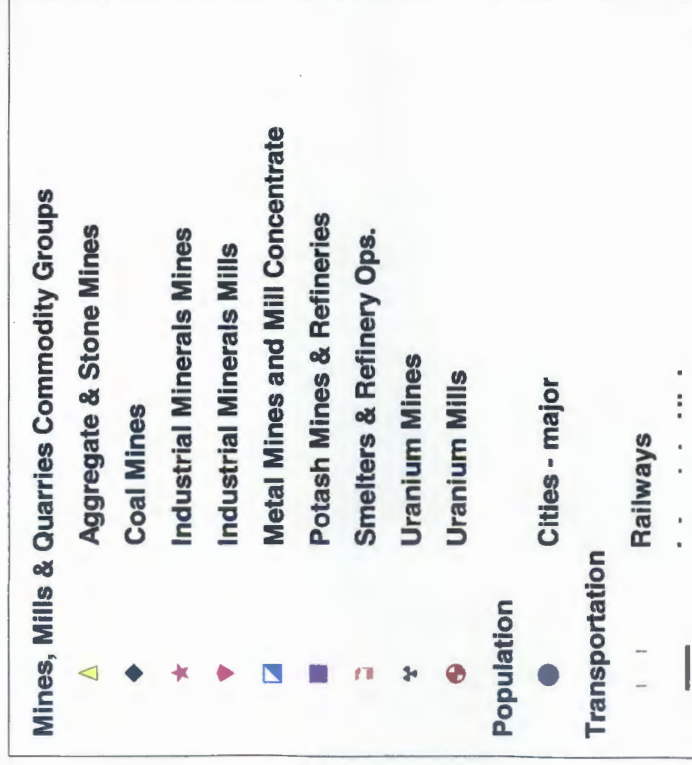 Mines, Mills & Quarries Commodity Groups
Aggregate & Stone Mines
Coal Mines
Industrial Minerals Mines
Industrial Minerals Mills
Metal Mines and Mill Concentrate
Potash Mines & Refineries
Smelters & Refinery Ops.
Uranium Mines
Uranium Mills
Population
Cities - major
Transportation
Railways